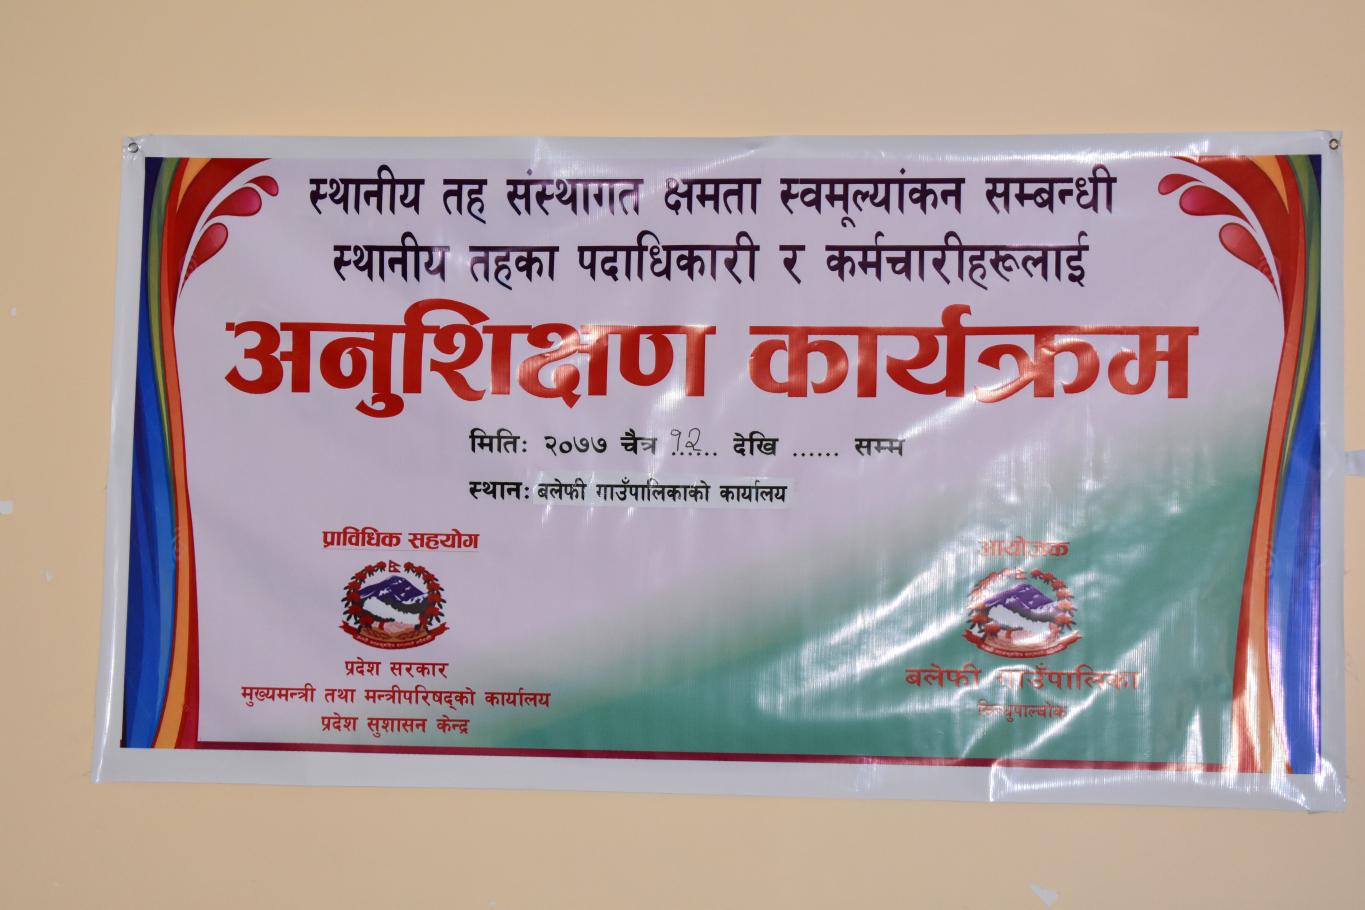 स्थानीय तह संस्थागत क्षमता स्वमूल्यांकन सम्बन्धी
स्थानीय तहका पदाधिकारी र कर्मचारीहरूलाई
अनुशिक्षण कार्यक्रम
मितिः २०७७ चैत्र १२ देखि ...... सम्म
स्थानः बलेफी गाउँपालिकाको कार्यालय
प्राविधिक सहयोग
प्रदेश सरकार
मुख्यमन्त्री तथा मन्त्रीपरिषद्को कार्यालय
प्रदेश सुशासन केन्द्र
आयोजक
बलेफी गाउँपालिका
सिन्धुपाल्चोक